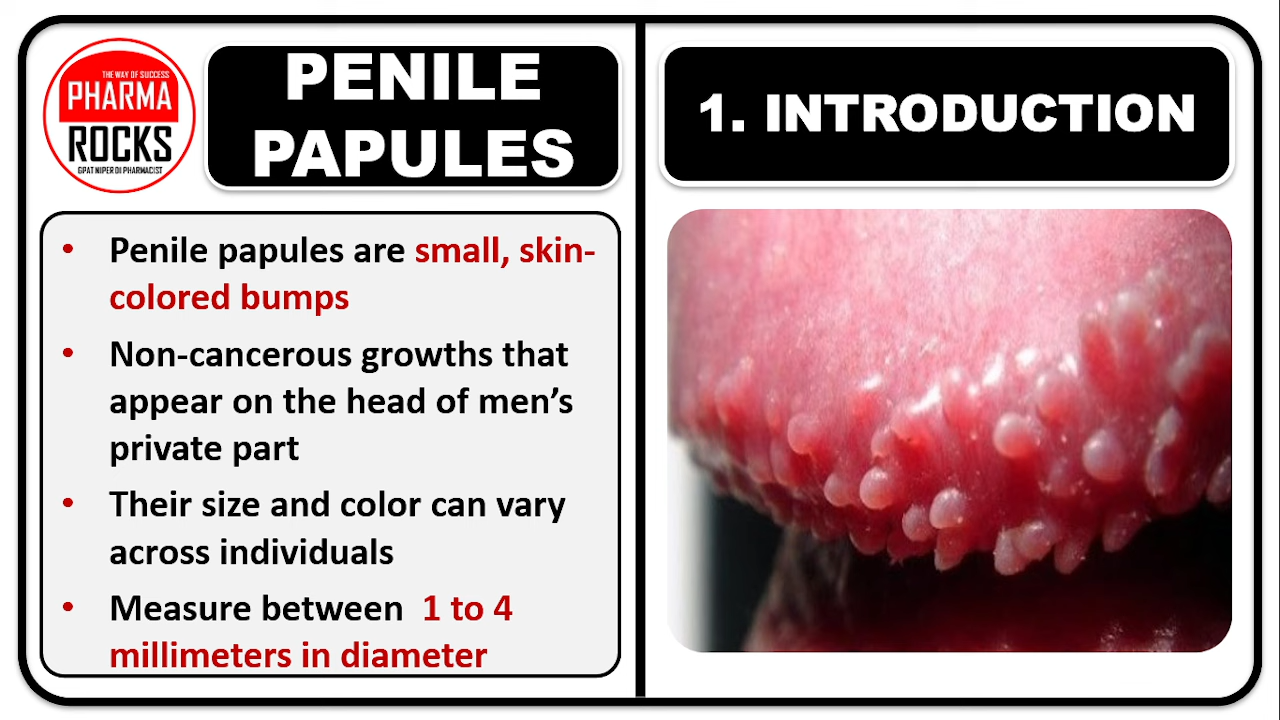 THE WAY OF SUCCESS
PHARMA
ROCKS
GPAT NIPER DI PHARMACIST
PENILE
PAPULES
• Penile papules are small, skin-
colored bumps
• Non-cancerous growths that
appear on the head of men’s
private part
• Their size and color can vary
across individuals
• Measure between 1 to 4
millimeters in diameter
1. INTRODUCTION